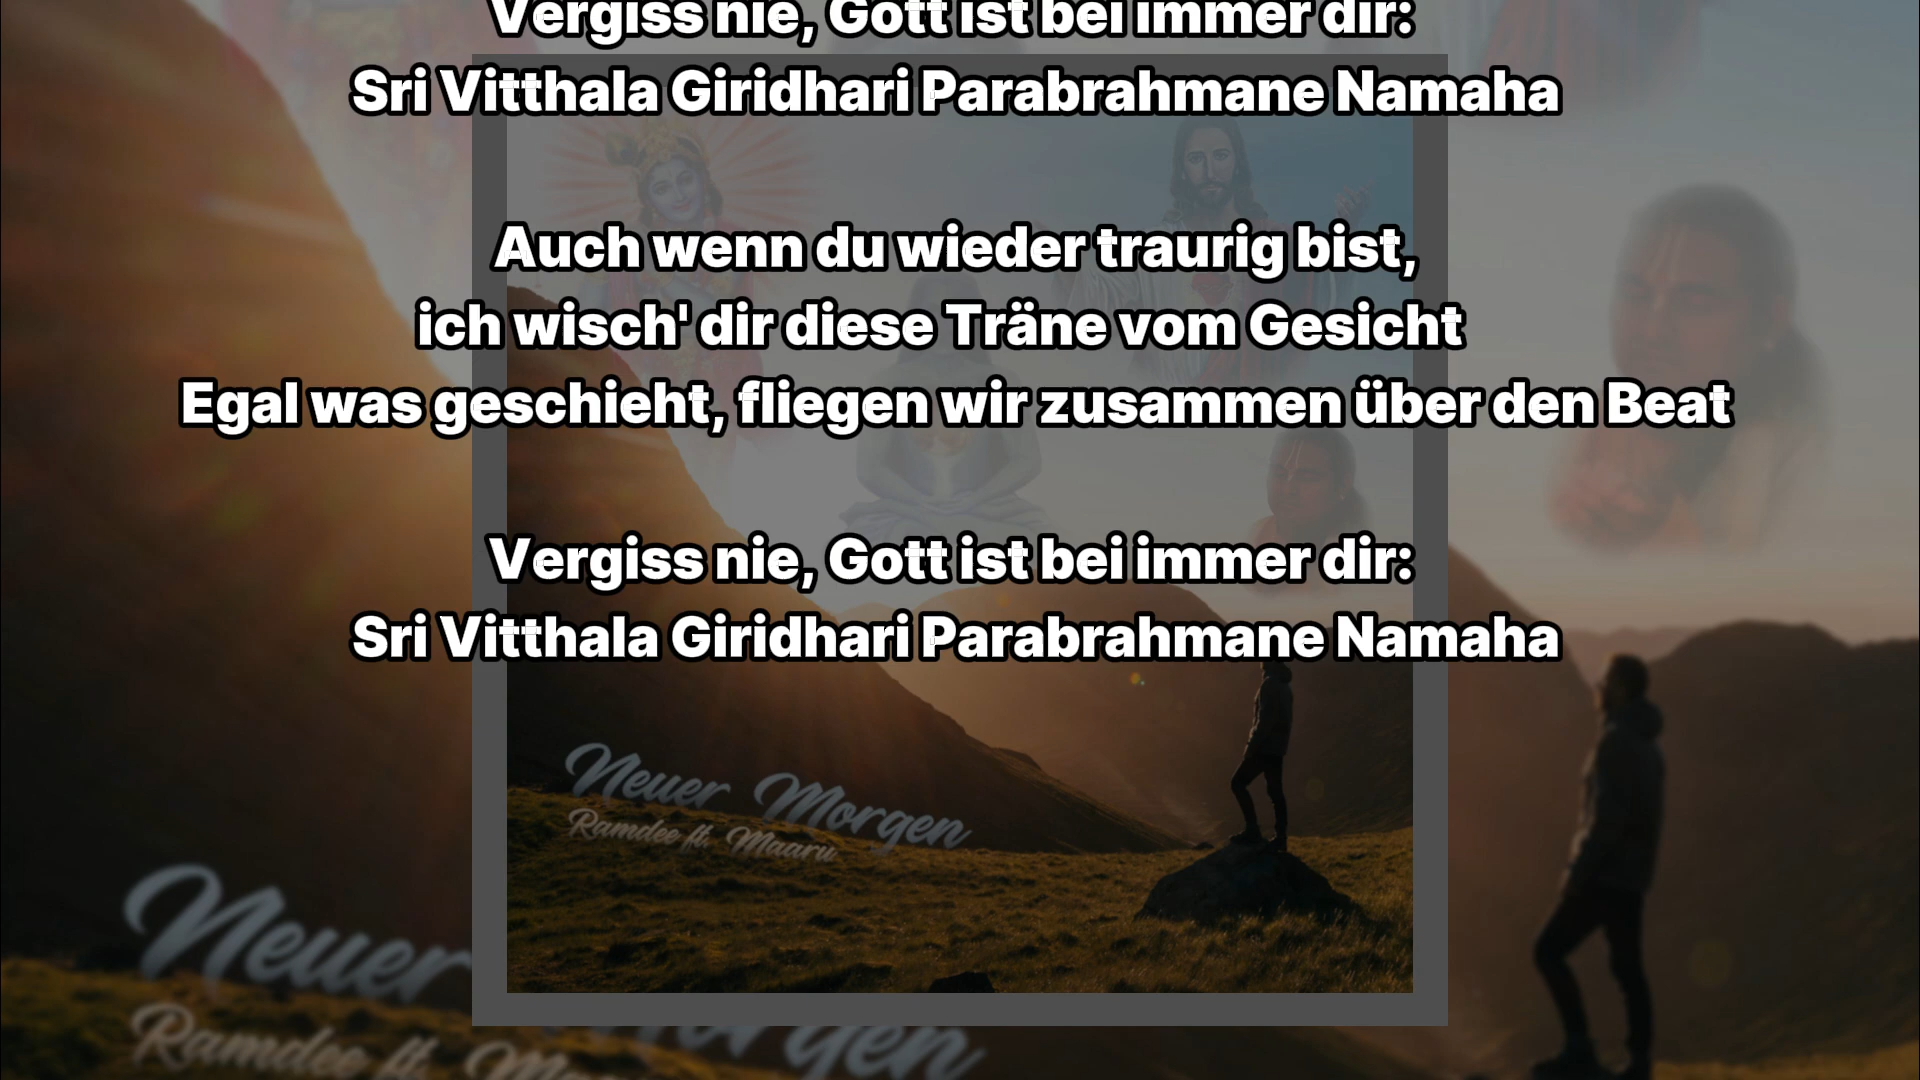 Vergiss nie, Gott ist bei immer dir:
Sri Vitthala Giridhari Parabrahmane Namaha
Auch wenn du wieder traurig bist,
ich wisch' dir diese Träne vom Gesicht
Egal was geschieht, fliegen wir zusammen über den Beat
Vergiss nie, Gott ist bei immer dir:
Sri Vitthala Giridhari Parabrahmane Namaha
Neuer Morgen
Ramdee ft. Maaru
Neuer Morgen
Ramdee ft. Maa